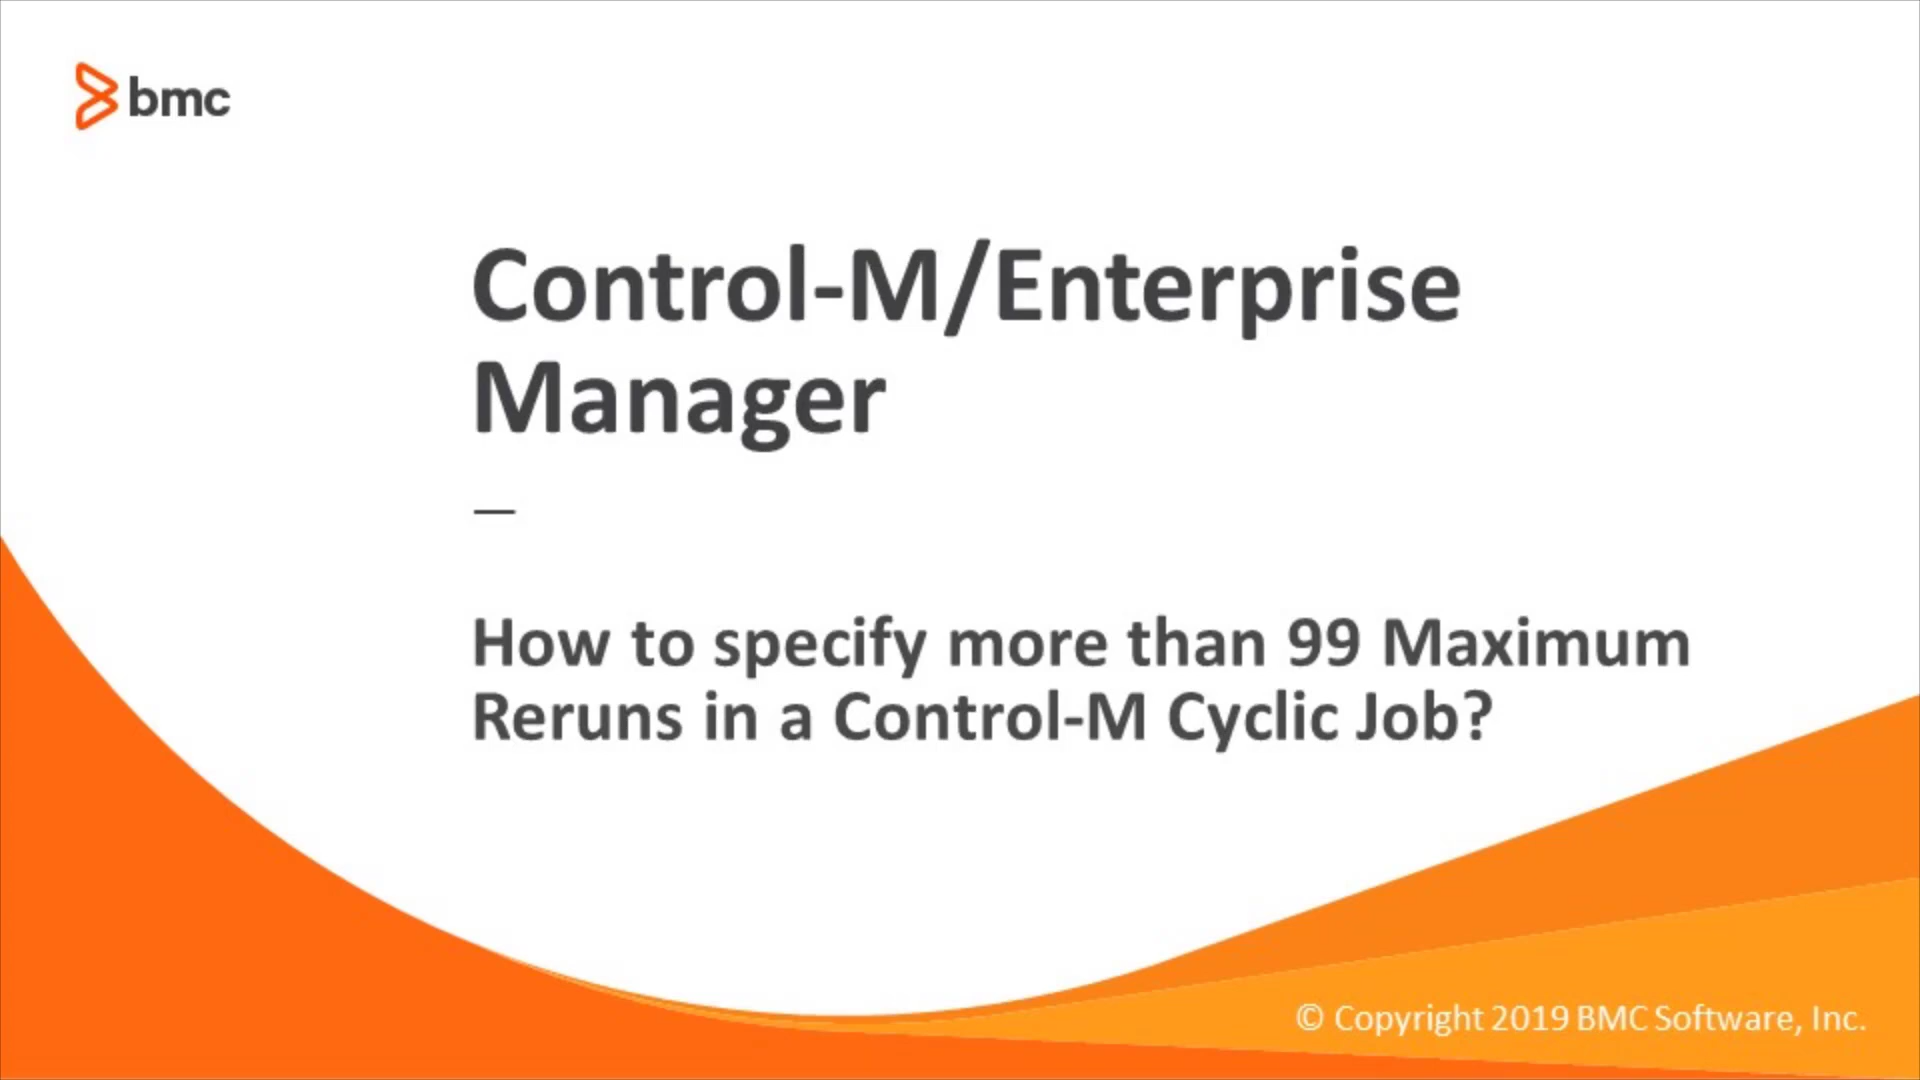 bmc
Control-M/Enterprise
Manager
—
How to specify more than 99 Maximum
Reruns in a Control-M Cyclic Job?
© Copyright 2019 BMC Software, Inc.